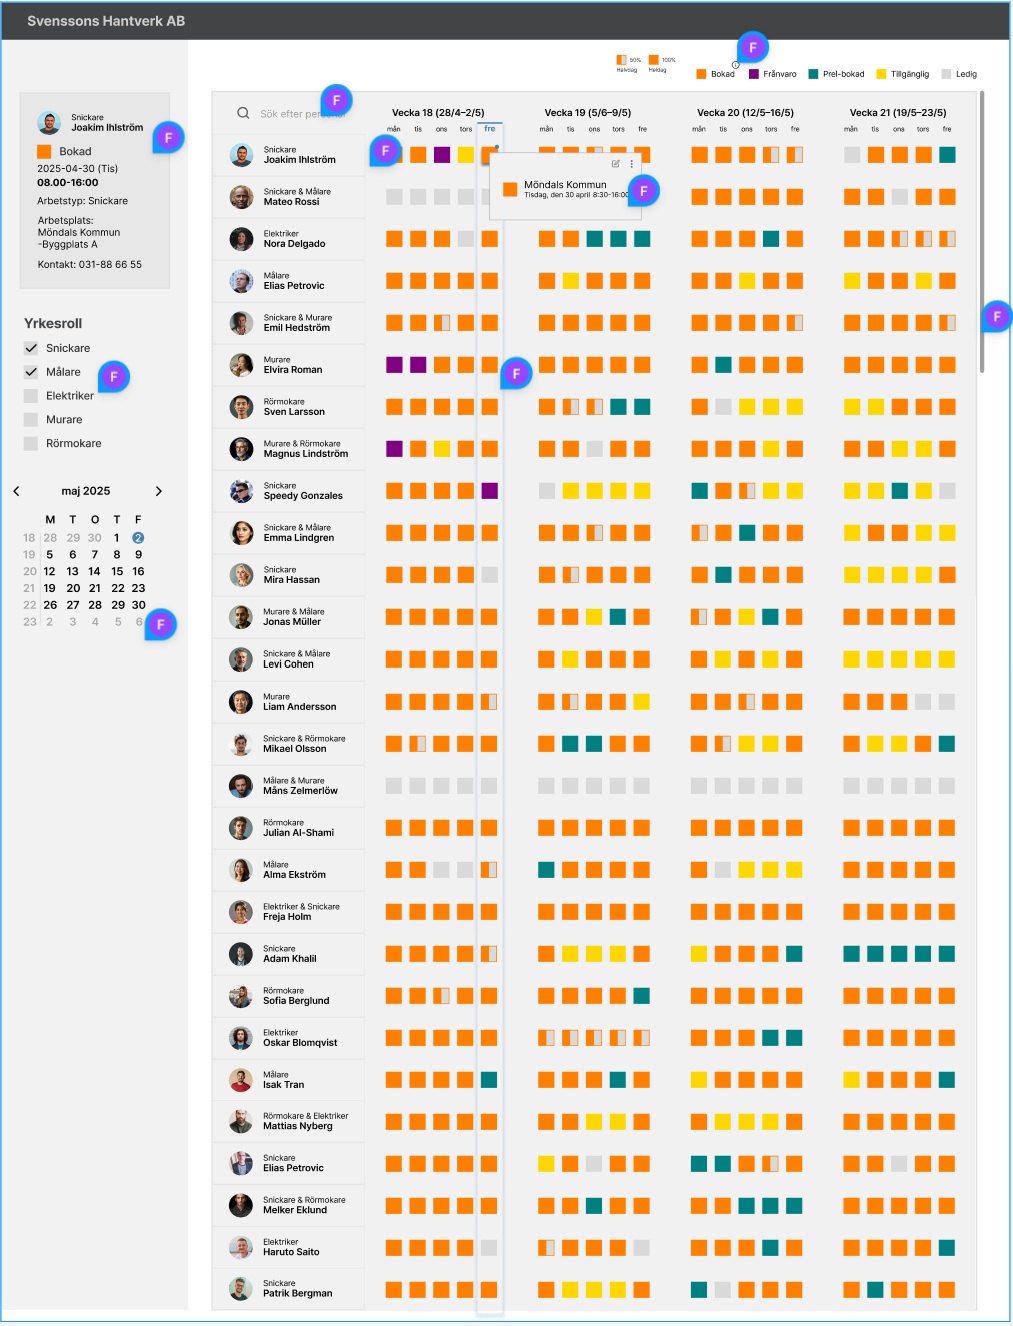 Svenssons Hantverk AB
50%
100%
Halvdag
Heldag
Bokad
Frånvaro
Prel-bokad
Tillgänglig
Ledig
F
Snickare
Joakim Ihlström
F
Bokad
2025-04-30 (Tis)
08.00-16:00
Arbetstyp: Snickare
Arbetsplats:
Möndals Kommun
-Byggplats A
Kontakt: 031-88 66 55
Yrkesroll
Snickare
Målare
F
Elektriker
Murare
Rörmokare
maj 2025
M T O T F
18 28 29 30 1 2
19 5 6 7 8 9
20 12 13 14 15 16
21 19 20 21 22 23
22 26 27 28 29 30
23 2 3 4 5 6
F
Sök efter
F
Vecka 18 (28/4–2/5)
Vecka 19 (5/6–9/5)
Vecka 20 (12/5–16/5)
Vecka 21 (19/5–23/5)
mån tis ons tors fre
mån tis ons tors fre
mån tis ons tors fre
mån tis ons tors fre
Snickare
Joakim Ihlström
F
Möndals Kommun
Tisdag, den 30 april 8:30-16:00
F
Snickare & Målare
Mateo Rossi
Elektriker
Nora Delgado
Målare
Elias Petrovic
Snickare & Murare
Emil Hedström
F
Murare
Elvira Roman
F
Rörmokare
Sven Larsson
Murare & Rörmokare
Magnus Lindström
Snickare
Speedy Gonzales
Snickare & Målare
Emma Lindgren
Snickare
Mira Hassan
Murare & Målare
Jonas Müller
Snickare & Målare
Levi Cohen
Murare
Liam Andersson
Snickare & Rörmokare
Mikael Olsson
Målare & Murare
Måns Zelmerlöw
Rörmokare
Julian Al-Shami
Målare
Alma Ekström
Elektriker & Snickare
Freja Holm
Snickare
Adam Khalil
Rörmokare
Sofia Berglund
Elektriker
Oskar Blomqvist
Målare
Isak Tran
Rörmokare & Elektriker
Mattias Nyberg
Snickare
Elias Petrovic
Snickare & Rörmokare
Melker Eklund
Elektriker
Haruto Saito
Snickare
Patrik Bergman